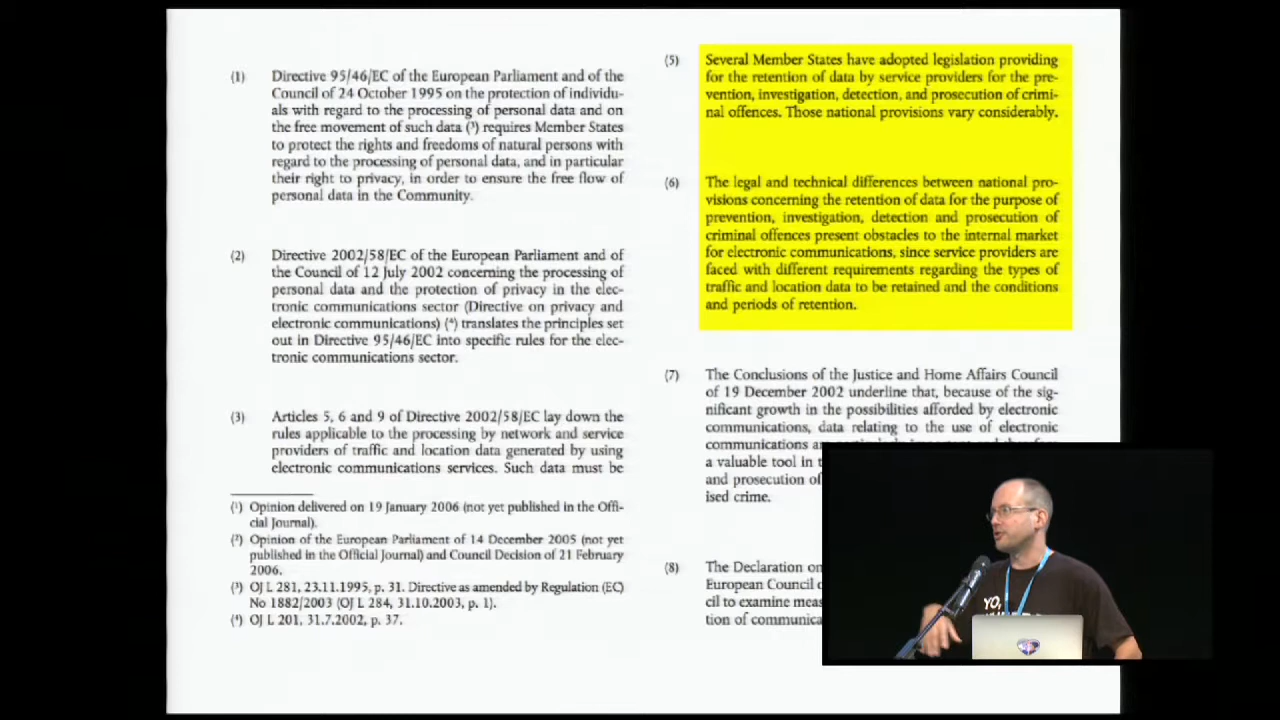 (1) Directive 95/46/EC of the European Parliament and of the
Council of 24 October 1995 on the protection of individu-
als with regard to the processing of personal data and on
the free movement of such data (³) requires Member States
to protect the rights and freedoms of natural persons with
regard to the processing of personal data, and in particular
their right to privacy, in order to ensure the free flow of
personal data in the Community.
(2) Directive 2002/58/EC of the European Parliament and of
the Council of 12 July 2002 concerning the processing of
personal data and the protection of privacy in the elec-
tronic communications sector (Directive on privacy and
electronic communications) (⁴) translates the principles set
out in Directive 95/46/EC into specific rules for the elec-
tronic communications sector.
(3) Articles 5, 6 and 9 of Directive 2002/58/EC lay down the
rules applicable to the processing by network and service
providers of traffic and location data generated by using
electronic communications services. Such data must be
(¹) Opinion delivered on 19 January 2006 (not yet published in the Offi-
cial Journal).
(²) Opinion of the European Parliament of 14 December 2005 (not yet
published in the Official Journal) and Council Decision of 21 February
2006.
(³) OJ L 281, 23.11.1995, p. 31. Directive as amended by Regulation (EC)
No 1882/2003 (OJ L 284, 31.10.2003, p. 1).
(⁴) OJ L 201, 31.7.2002, p. 37.
(5) Several Member States have adopted legislation providing
for the retention of data by service providers for the pre-
vention, investigation, detection, and prosecution of crimi-
nal offences. Those national provisions vary considerably.
(6) The legal and technical differences between national pro-
visions concerning the retention of data for the purpose of
prevention, investigation, detection and prosecution of
criminal offences present obstacles to the internal market
for electronic communications, since service providers are
faced with different requirements regarding the types of
traffic and location data to be retained and the conditions
and periods of retention.
(7) The Conclusions of the Justice and Home Affairs Council
of 19 December 2002 underline that, because of the sig-
nificant growth in the possibilities afforded by electronic
communications, data relating to the use of electronic
communications
a valuable tool in
and prosecution of
ised crime.
(8) The Declaration on
European Council
cil to examine
tion of
YO,